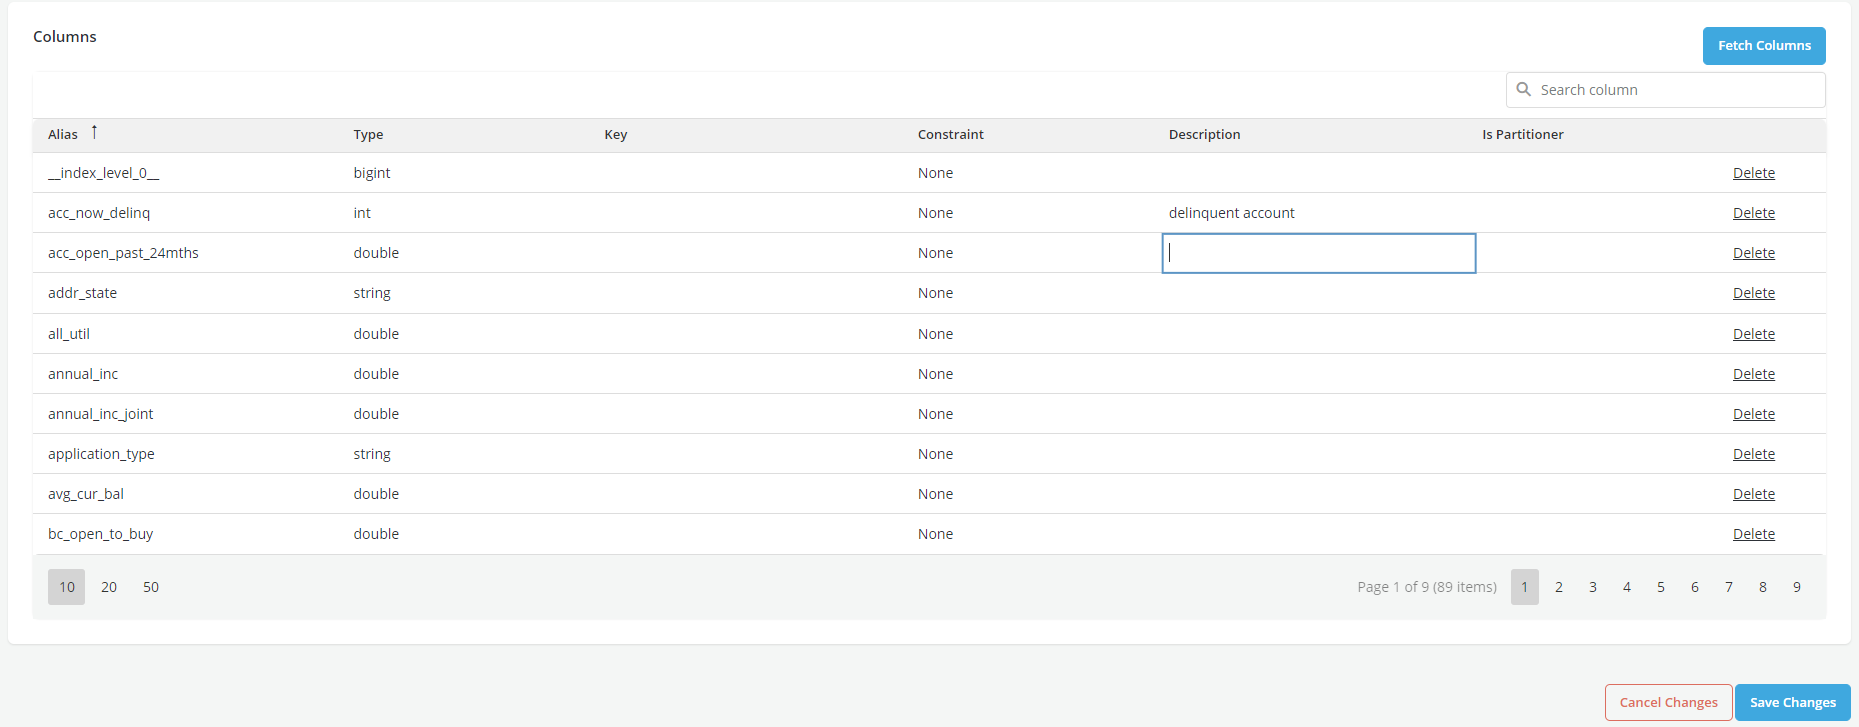 Columns
Fetch Columns
Search column
Alias ↑ Type Key Constraint Description Is Partitioner
__index_level_0__ bigint None Delete
acc_now_delinq int None delinquent account Delete
acc_open_past_24mths double None Delete
addr_state string None Delete
all_util double None Delete
annual_inc double None Delete
annual_inc_joint double None Delete
application_type string None Delete
avg_cur_bal double None Delete
bc_open_to_buy double None Delete
10 20 50 Page 1 of 9 (89 items) 1 2 3 4 5 6 7 8 9
Cancel Changes Save Changes